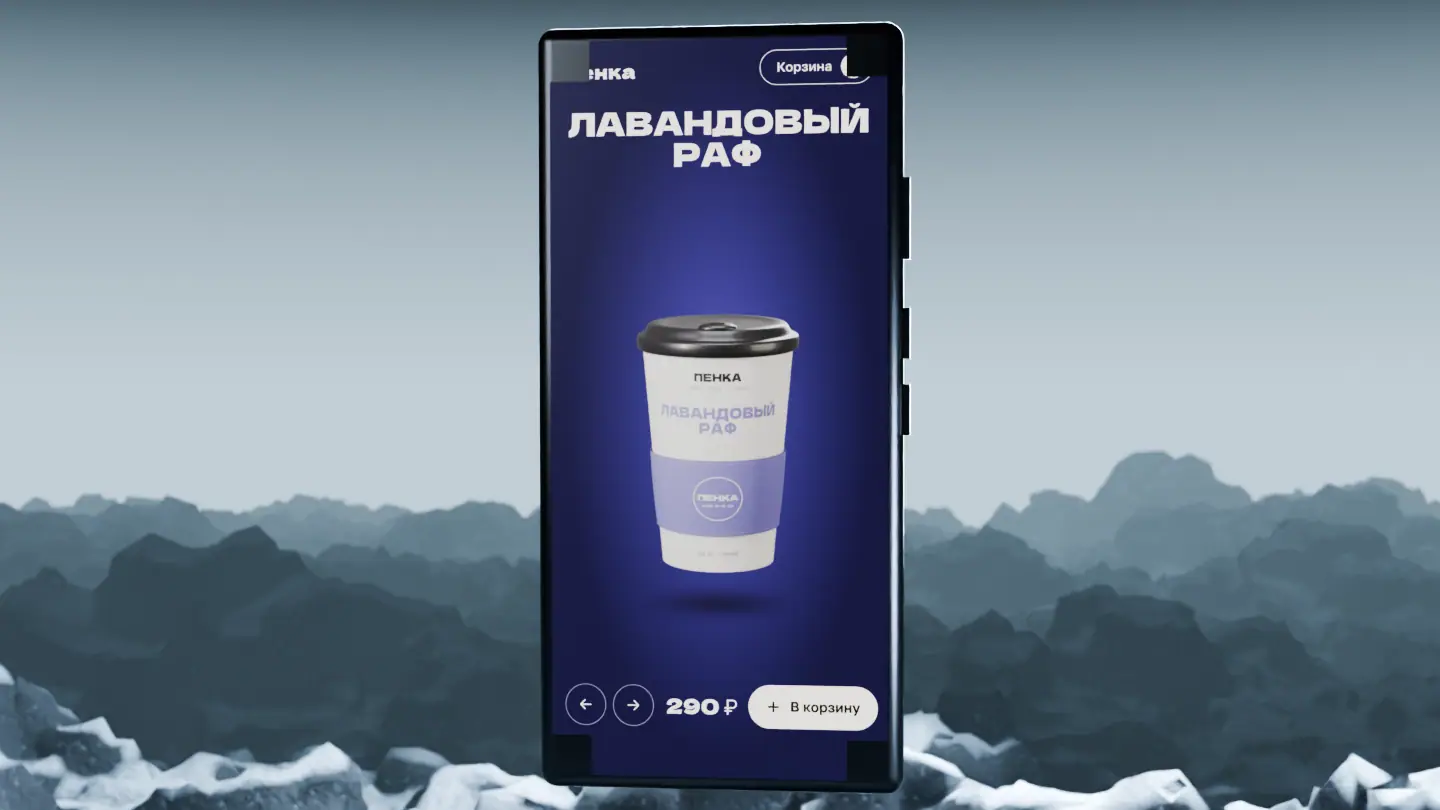 енка
Корзина
ЛАВАНДОВЫЙ
РАФ
ПЕНКА
ЛАВАНДОВЫЙ
РАФ
ПЕНКА
290 ₽
+ В корзину